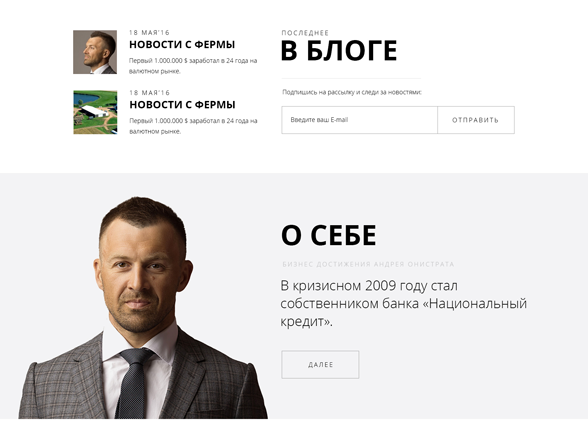 18 МАЯ'16
НОВОСТИ С ФЕРМЫ
Первый 1.000.000 $ заработал в 24 года на
валютном рынке.
18 МАЯ'16
НОВОСТИ С ФЕРМЫ
Первый 1.000.000 $ заработал в 24 года на
валютном рынке.
ПОСЛЕДНЕЕ
В БЛОГЕ
Подпишись на рассылку и следи за новостями:
Введите ваш E-mail
ОТПРАВИТЬ
О СЕБЕ
БИЗНЕС ДОСТИЖЕНИЯ АНДРЕЯ ОНИСТРАТА
В кризисном 2009 году стал
собственником банка «Национальный
кредит».
ДАЛЕЕ